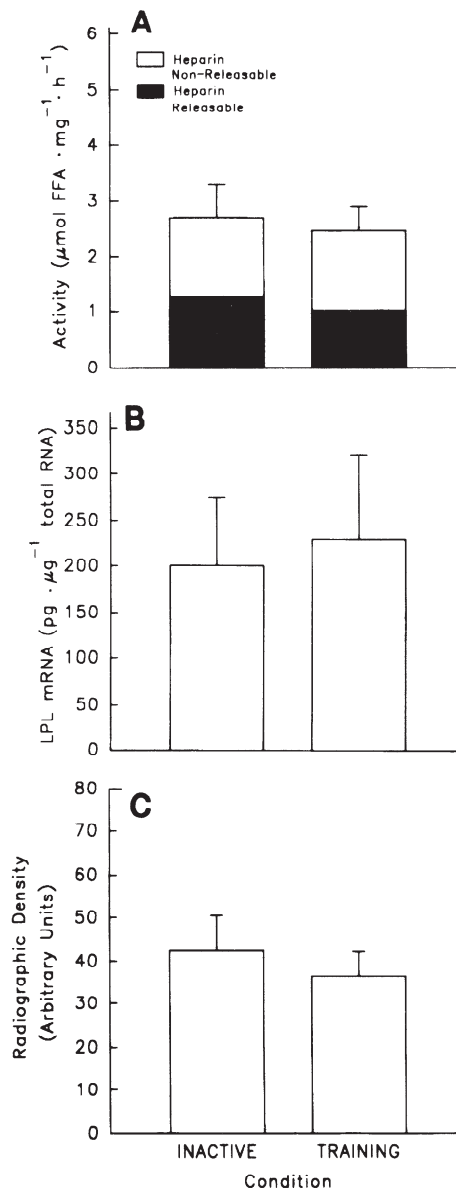 A
Heparin
Non-Releasable
Heparin
Releasable
Activity (μmol FFA · mg⁻¹ · h⁻¹)
6
5
4
3
2
1
0
B
LPL mRNA (pg · μg⁻¹ total RNA)
350
300
250
200
150
100
50
0
C
Radiographic Density
(Arbitrary Units)
80
70
60
50
40
30
20
10
0
INACTIVE TRAINING
Condition